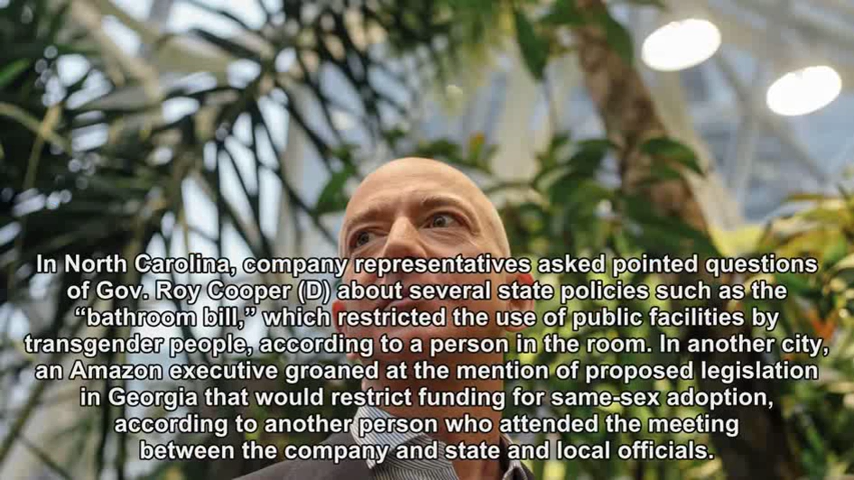 In North Carolina, company representatives asked pointed questions
of Gov. Roy Cooper (D) about several state policies such as the
“bathroom bill,” which restricted the use of public facilities by
transgender people, according to a person in the room. In another city,
an Amazon executive groaned at the mention of proposed legislation
in Georgia that would restrict funding for same-sex adoption,
according to another person who attended the meeting
between the company and state and local officials.